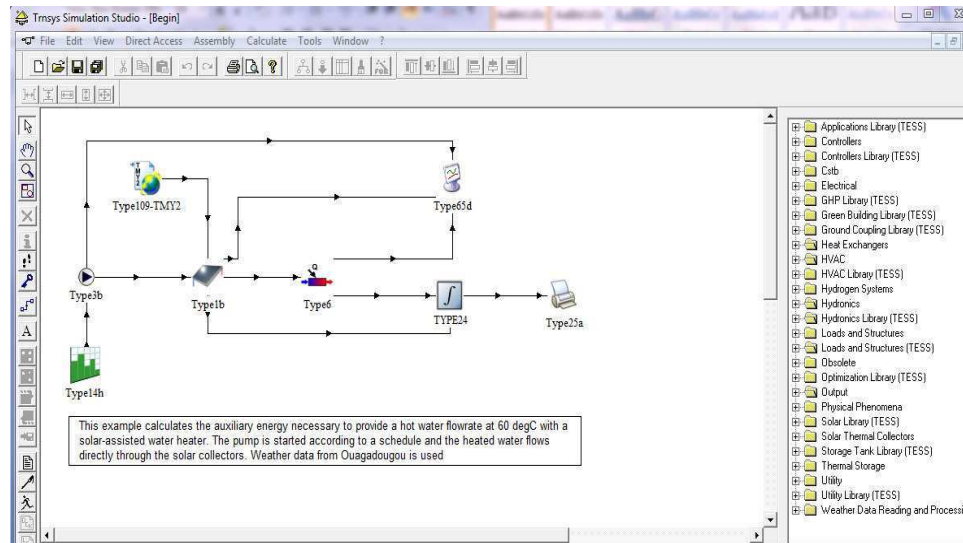 Trnsys Simulation Studio - [Begin]
File Edit View Direct Access Assembly Calculate Tools Window ?
Type109-TMY2
Type65d
Type3b
Type1b
Type6
TYPE24
Type25a
Type14h
This example calculates the auxiliary energy necessary to provide a hot water flowrate at 60 degC with a
solar-assisted water heater. The pump is started according to a schedule and the heated water flows
directly through the solar collectors. Weather data from Ouagadougou is used
Applications Library (TESS)
Controllers
Controllers Library (TESS)
Cstb
Electrical
GHP Library (TESS)
Green Building Library (TESS)
Ground Coupling Library (TESS)
Heat Exchangers
HVAC
HVAC Library (TESS)
Hydrogen Systems
Hydronics
Hydronics Library (TESS)
Loads and Structures
Loads and Structures (TESS)
Obsolete
Optimization Library (TESS)
Output
Physical Phenomena
Solar Library (TESS)
Solar Thermal Collectors
Storage Tank Library (TESS)
Thermal Storage
Utility
Utility Library (TESS)
Weather Data Reading and Processi